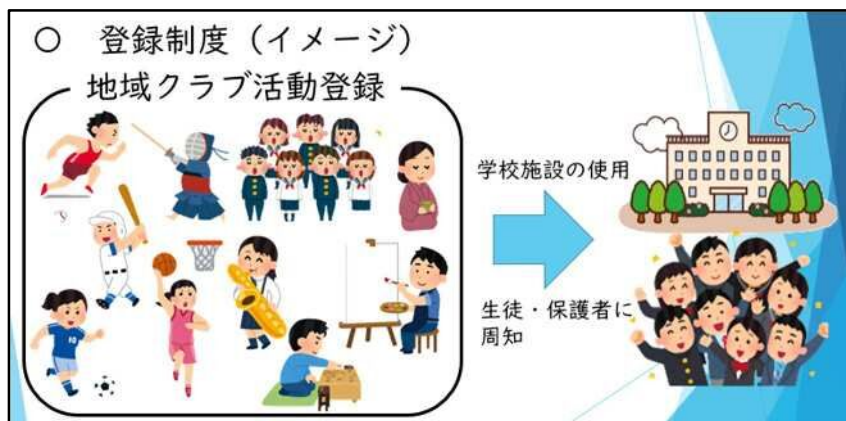 ○ 登録制度（イメージ）
地域クラブ活動登録
学校施設の使用
生徒・保護者に
周知
10